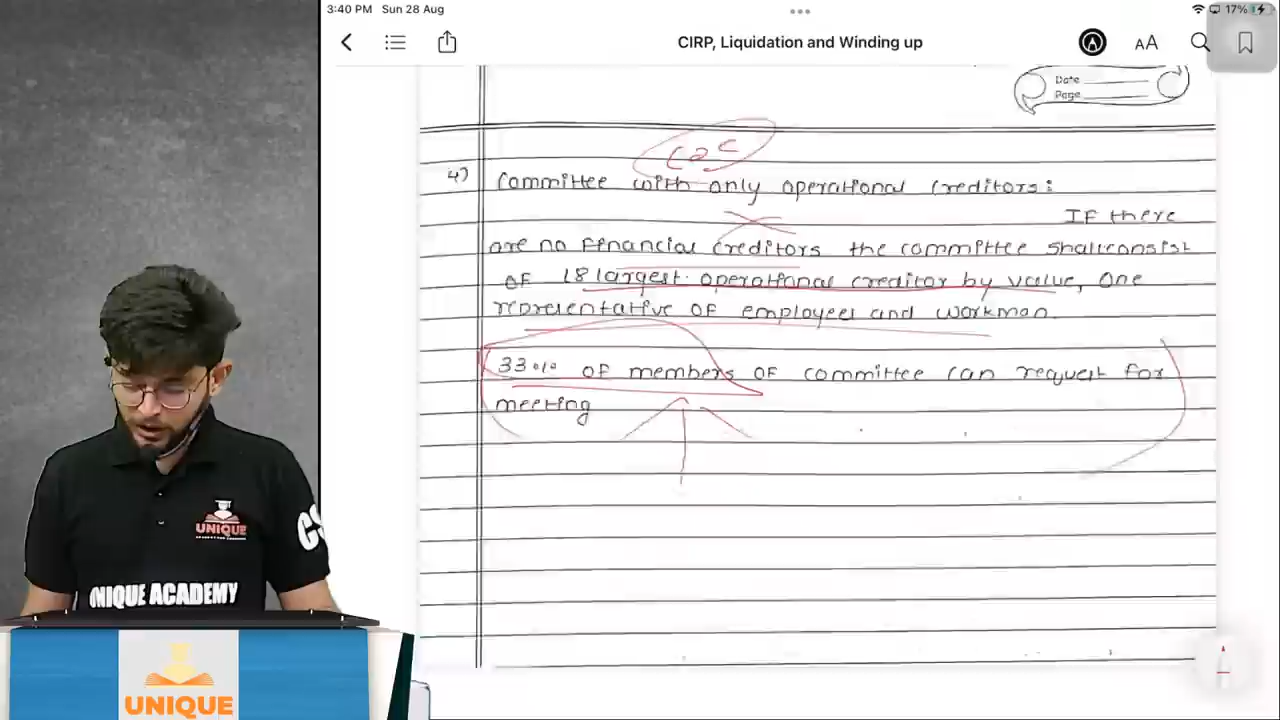 3:40 PM Sun 28 Aug
17%
CIRP, Liquidation and Winding up
AA
Date
Page
COC
4) Committee with only operational Creditors:
IF there
are no Financial creditors the committee shall consist
OF 18 largest operational creditor by value, One
representative OF employees and workman.
33% OF members OF committee can request for
meeting
UNIQUE
CS
UNIQUE ACADEMY
UNIQUE